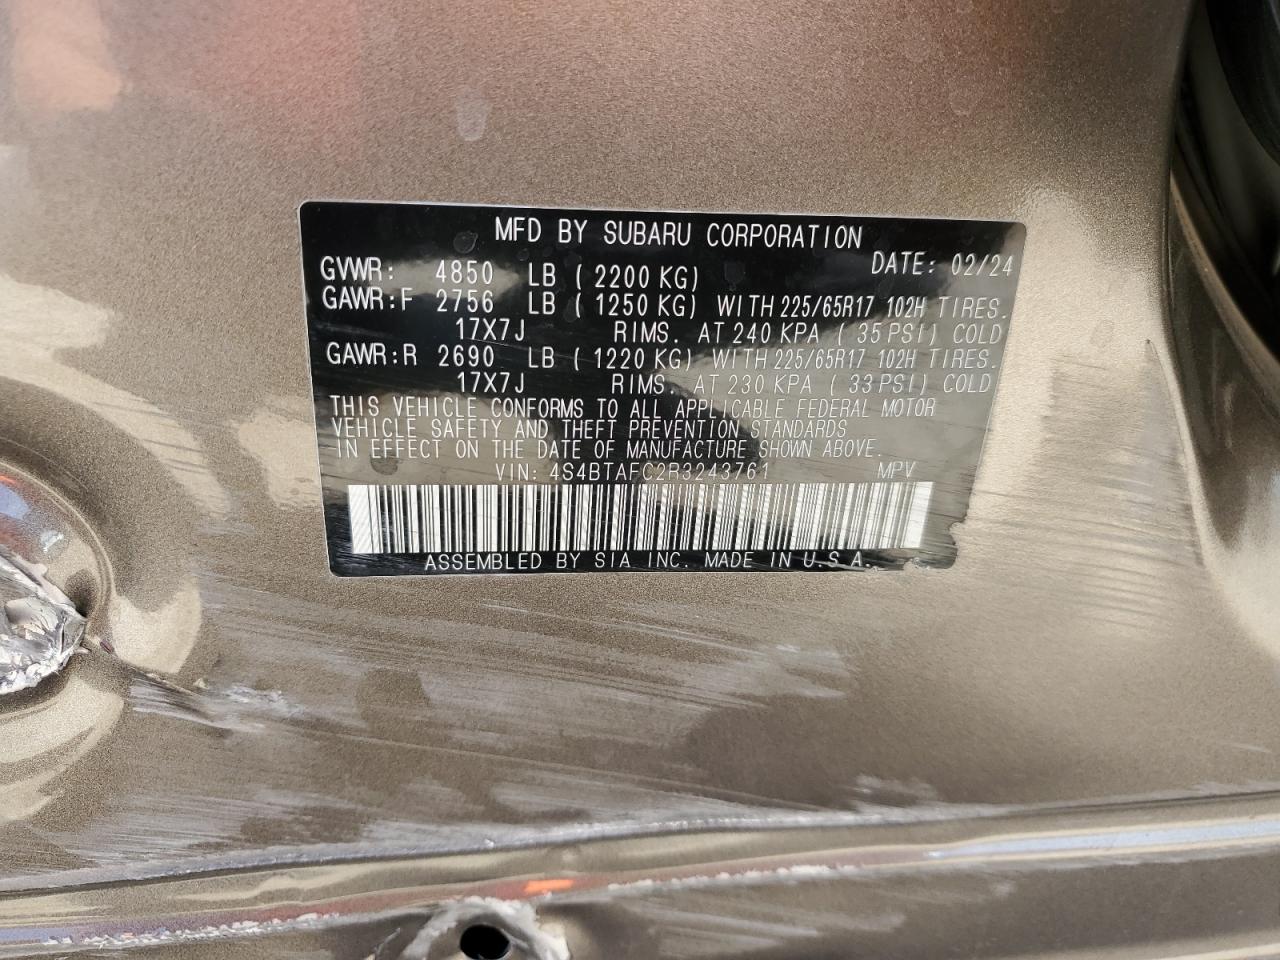 MFD BY SUBARU CORPORATION
DATE: 02/24
GVWR: 4850 LB ( 2200 KG)
GAWR:F 2756 LB ( 1250 KG) WITH 225/65R17 102H TIRES.
17X7J RIMS. AT 240 KPA ( 35 PSI) COLD
GAWR:R 2690 LB ( 1220 KG) WITH 225/65R17 102H TIRES.
17X7J RIMS. AT 230 KPA ( 33 PSI) COLD
THIS VEHICLE CONFORMS TO ALL APPLICABLE FEDERAL MOTOR
VEHICLE SAFETY AND THEFT PREVENTION STANDARDS
IN EFFECT ON THE DATE OF MANUFACTURE SHOWN ABOVE.
VIN: 4S4BTAFC2R3243761 MPV
ASSEMBLED BY SIA INC. MADE IN U.S.A.